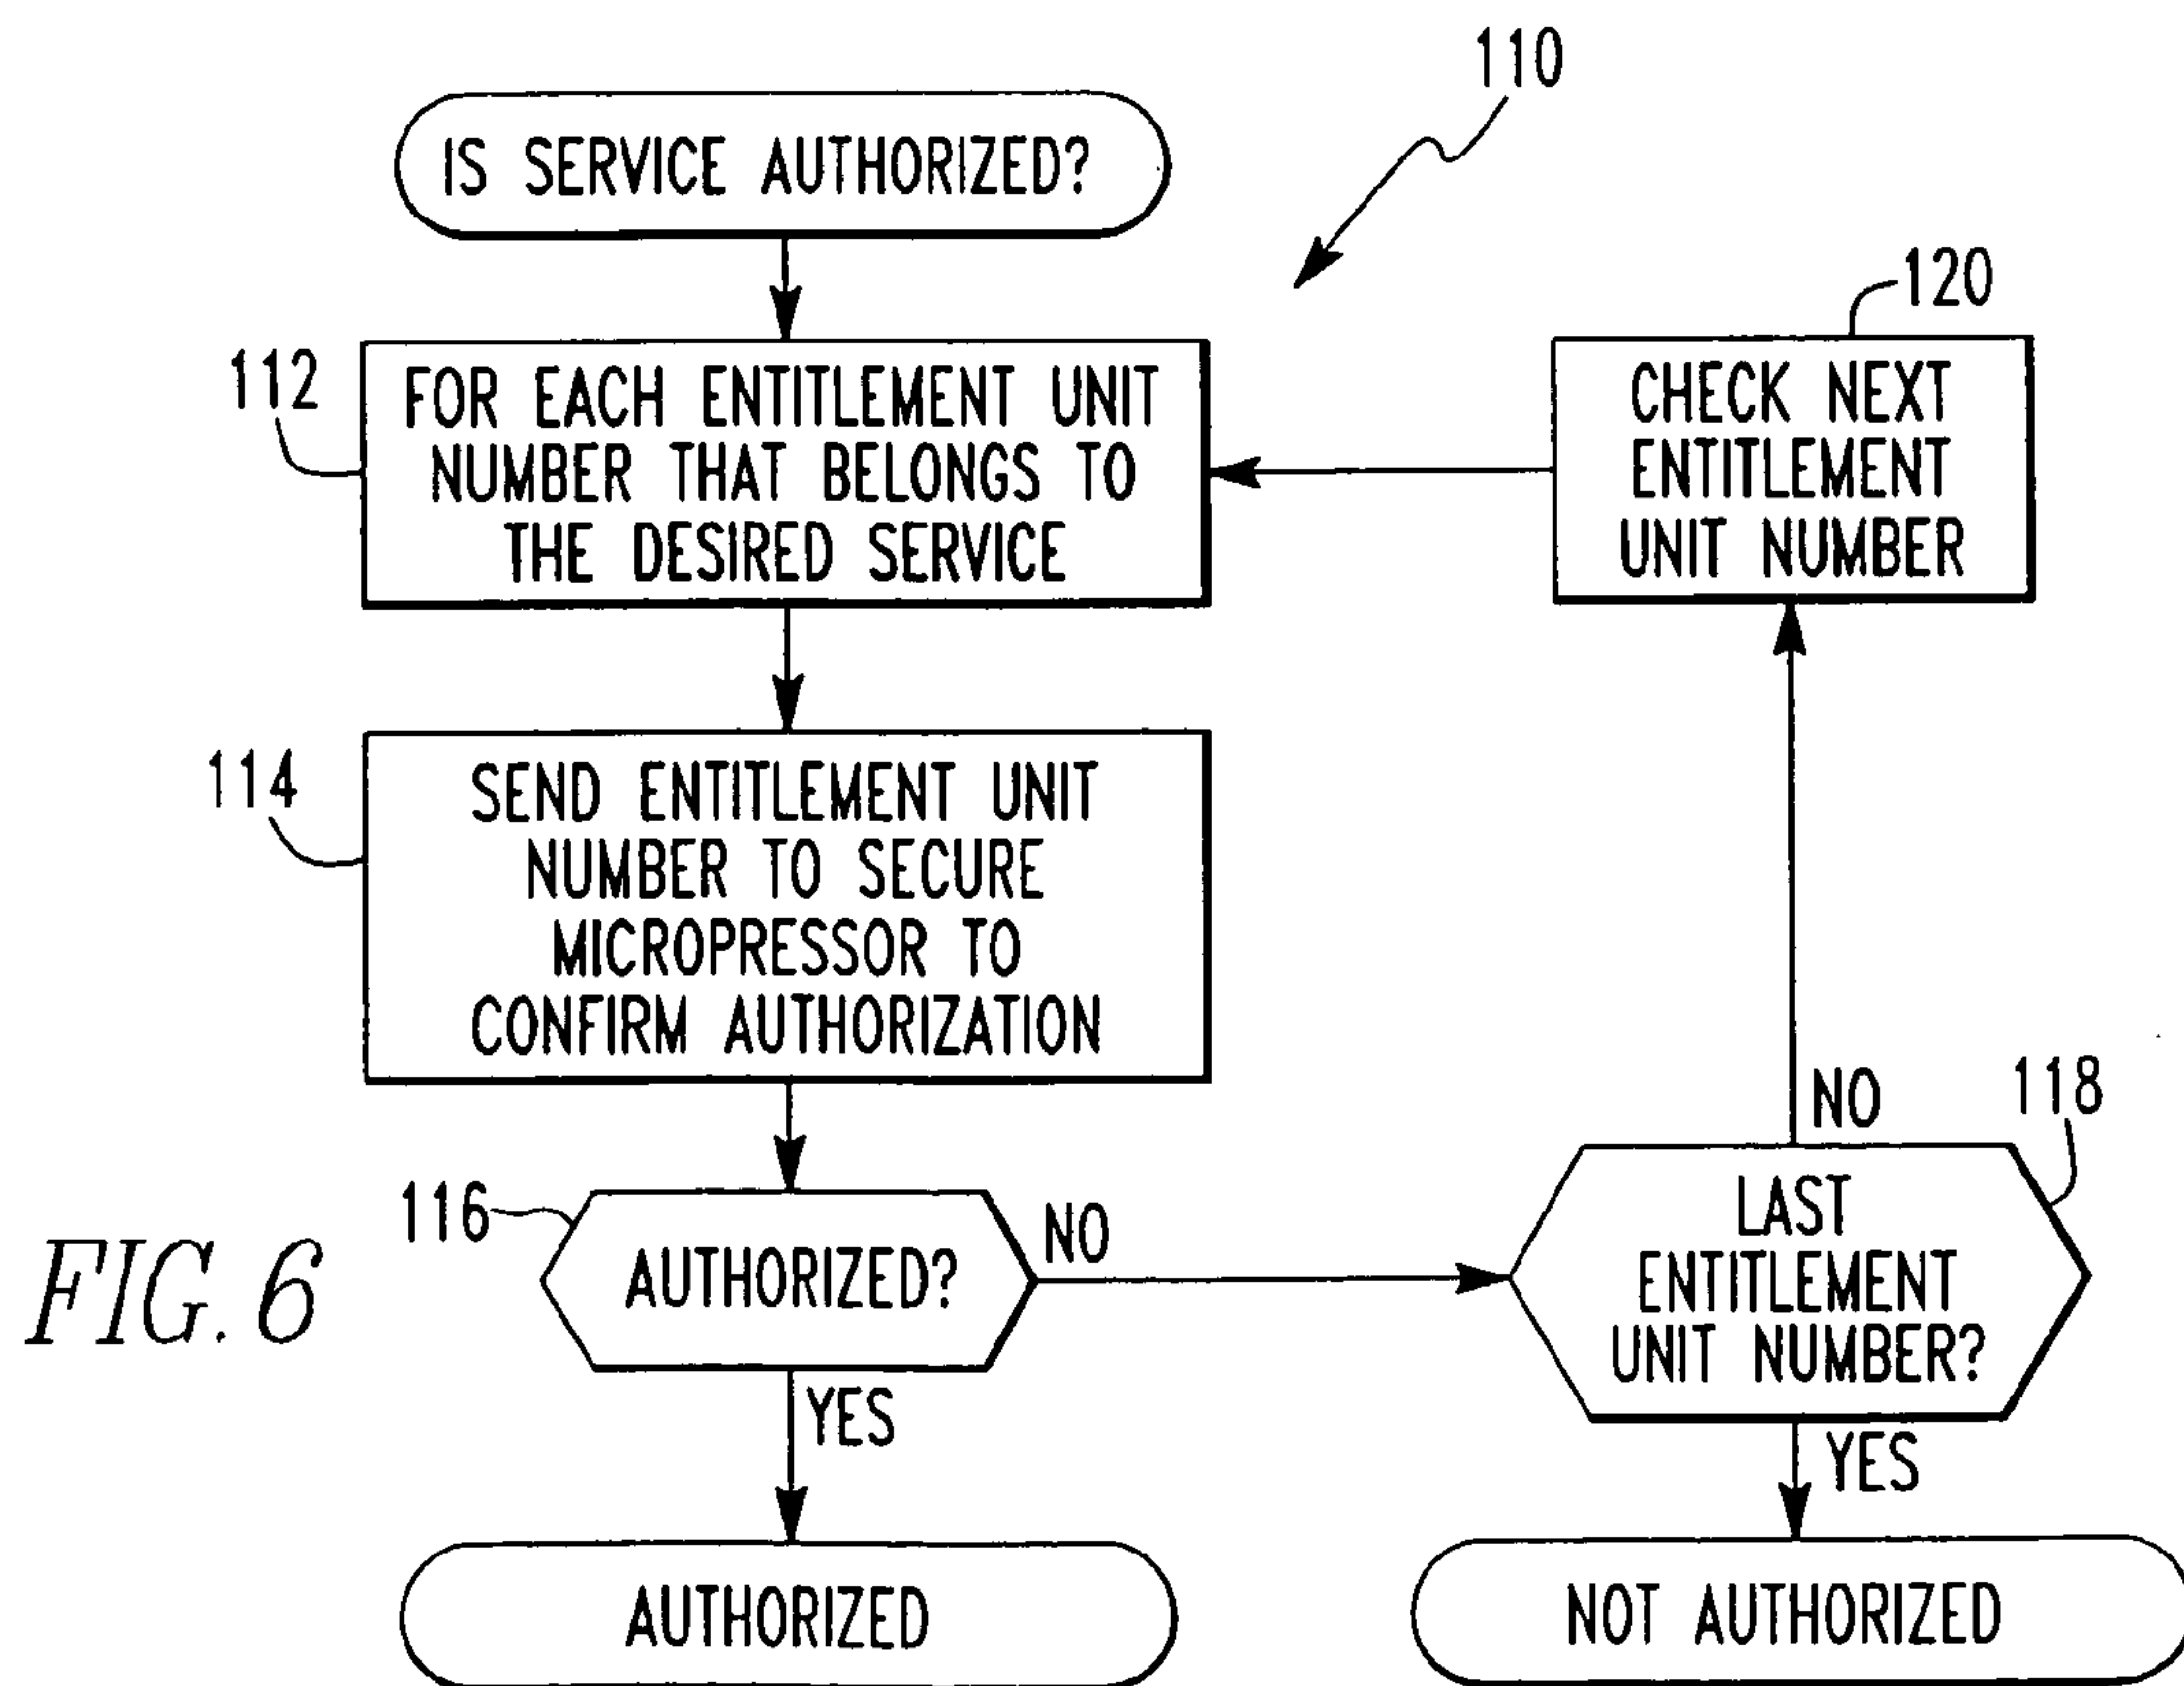 110
IS SERVICE AUTHORIZED?
120
112
FOR EACH ENTITLEMENT UNIT
NUMBER THAT BELONGS TO
THE DESIRED SERVICE
CHECK NEXT
ENTITLEMENT
UNIT NUMBER
114
SEND ENTITLEMENT UNIT
NUMBER TO SECURE
MICROPRESSOR TO
CONFIRM AUTHORIZATION
NO
118
116
AUTHORIZED?
NO
LAST
ENTITLEMENT
UNIT NUMBER?
FIG. 6
YES
YES
AUTHORIZED
NOT AUTHORIZED